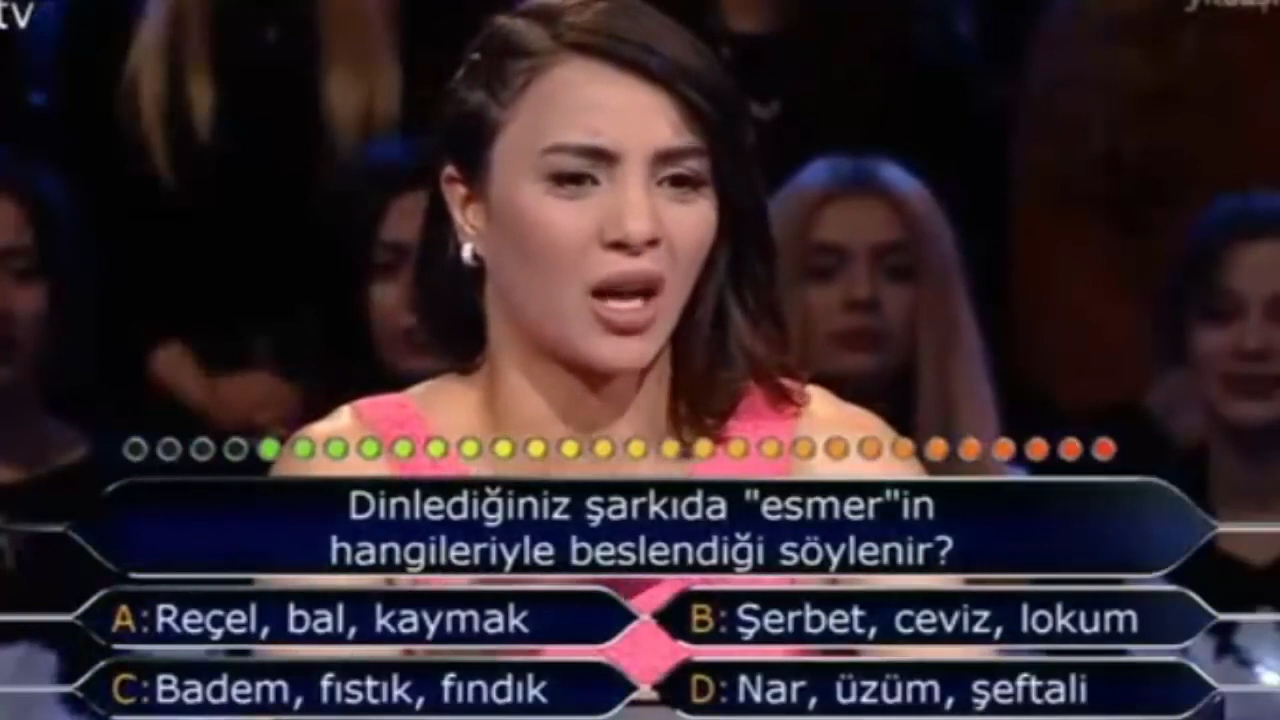 tv
Dinlediğiniz şarkıda "esmer"in
hangileriyle beslendiği söylenir?
A: Reçel, bal, kaymak
B: Şerbet, ceviz, lokum
C: Badem, fıstık, fındık
D: Nar, üzüm, şeftali